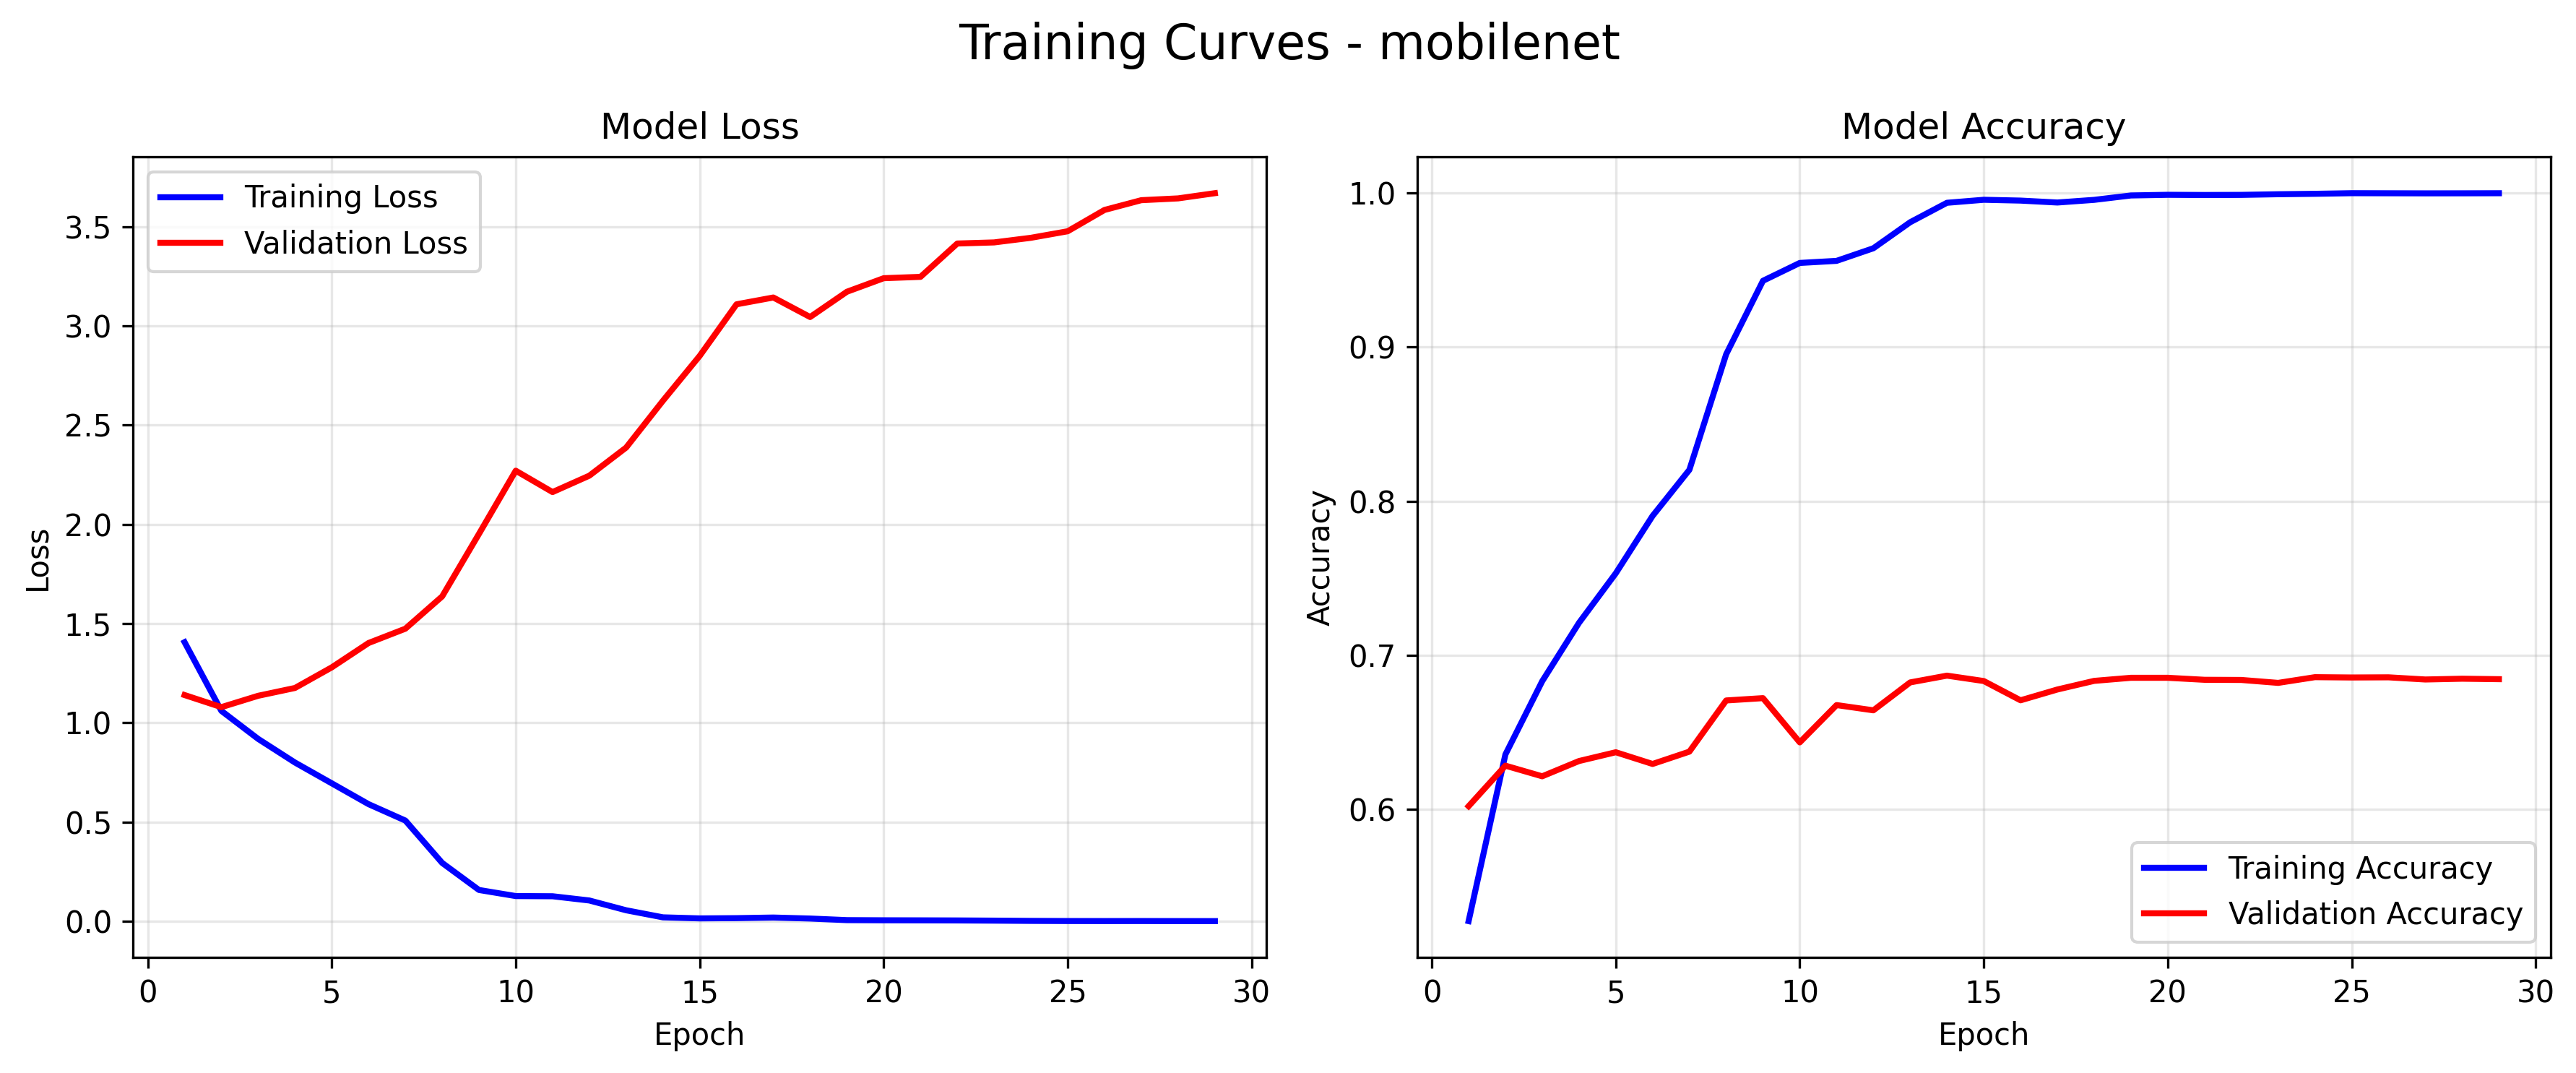 Training Curves - mobilenet
Model Loss
Training Loss
Validation Loss
3.5
3.0
2.5
2.0
1.5
1.0
0.5
0.0
Loss
0 5 10 15 20 25 30
Epoch
Model Accuracy
1.0
0.9
0.8
0.7
0.6
Accuracy
Training Accuracy
Validation Accuracy
0 5 10 15 20 25 30
Epoch